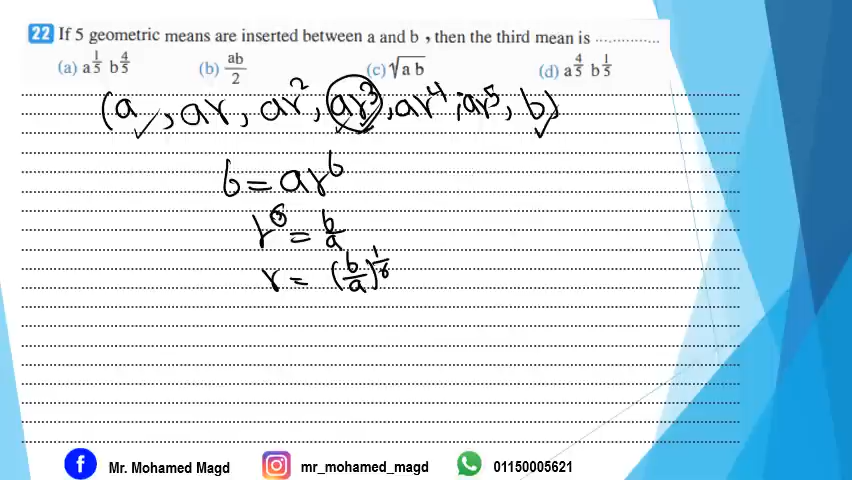 22 If 5 geometric means are inserted between a and b , then the third mean is ..............
(a) a^(1/5) b^(4/5) (b) ab/2 (c) √ab (d) a^(4/5) b^(1/5)
(a , ar , ar² , ar³ , ar⁴ , ar⁵ , b)
b = ar⁶
r⁶ = b/a
r = (b/a)^(1/6)
Mr. Mohamed Magd mr_mohamed_magd 01150005621